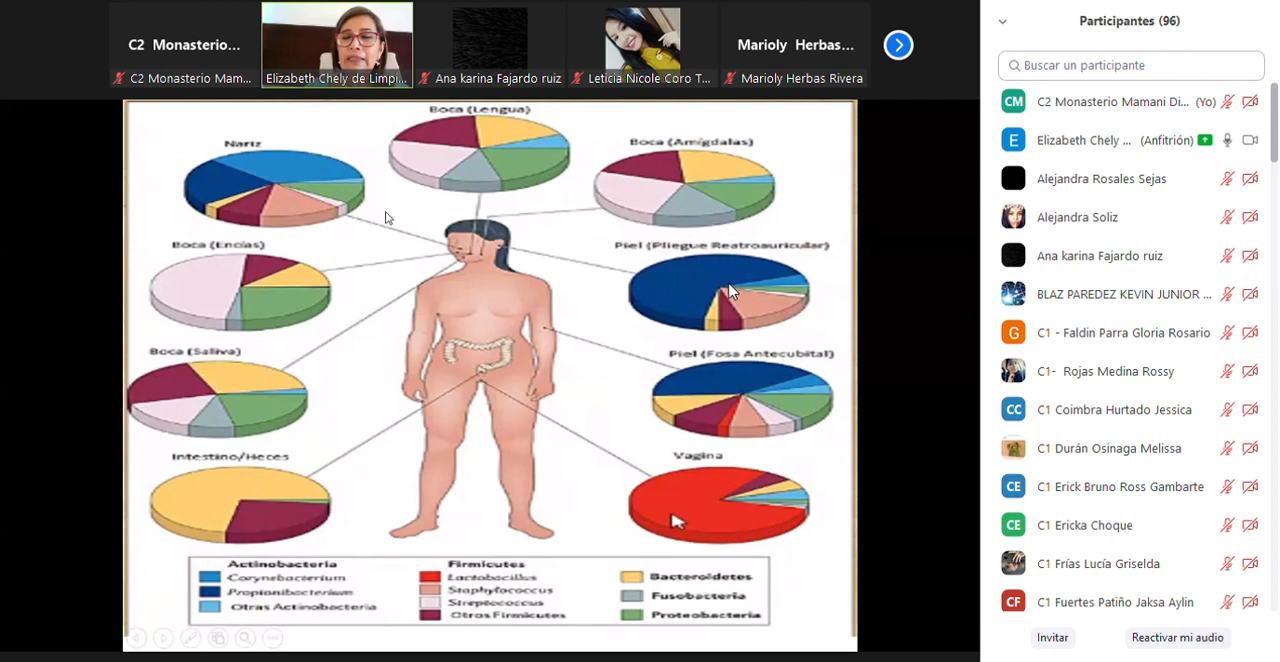 C2 Monasterio...
Marioly Herbas...
C2 Monasterio Mam...
Elizabeth Chely de Limpi...
Ana karina Fajardo ruiz
Leticia Nicole Coro T...
Marioly Herbas Rivera
Boca (Lengua)
Nariz
Boca (Amígdalas)
Boca (Encías)
Piel (Pliegue Reatroauricular)
Boca (Saliva)
Piel (Fosa Antecubital)
Intestino/Heces
Vagina
Actinobacteria
Corynebacterium
Propionibacterium
Otras Actinobacteria
Firmicutes
Lactobacillus
Staphylococcus
Streptococcus
Otros Firmicutes
Bacteroidetes
Fusobacteria
Proteobacteria
Participantes (96)
Buscar un participante
CM C2 Monasterio Mamani Di... (Yo)
E Elizabeth Chely ... (Anfitrión)
Alejandra Rosales Sejas
Alejandra Soliz
Ana karina Fajardo ruiz
BLAZ PAREDEZ KEVIN JUNIOR ...
G C1 - Faldin Parra Gloria Rosario
C1- Rojas Medina Rossy
CC C1 Coimbra Hurtado Jessica
C1 Durán Osinaga Melissa
CE C1 Erick Bruno Ross Gambarte
CE C1 Ericka Choque
C1 Frías Lucía Griselda
CF C1 Fuertes Patiño Jaksa Aylin
Invitar
Reactivar mi audio